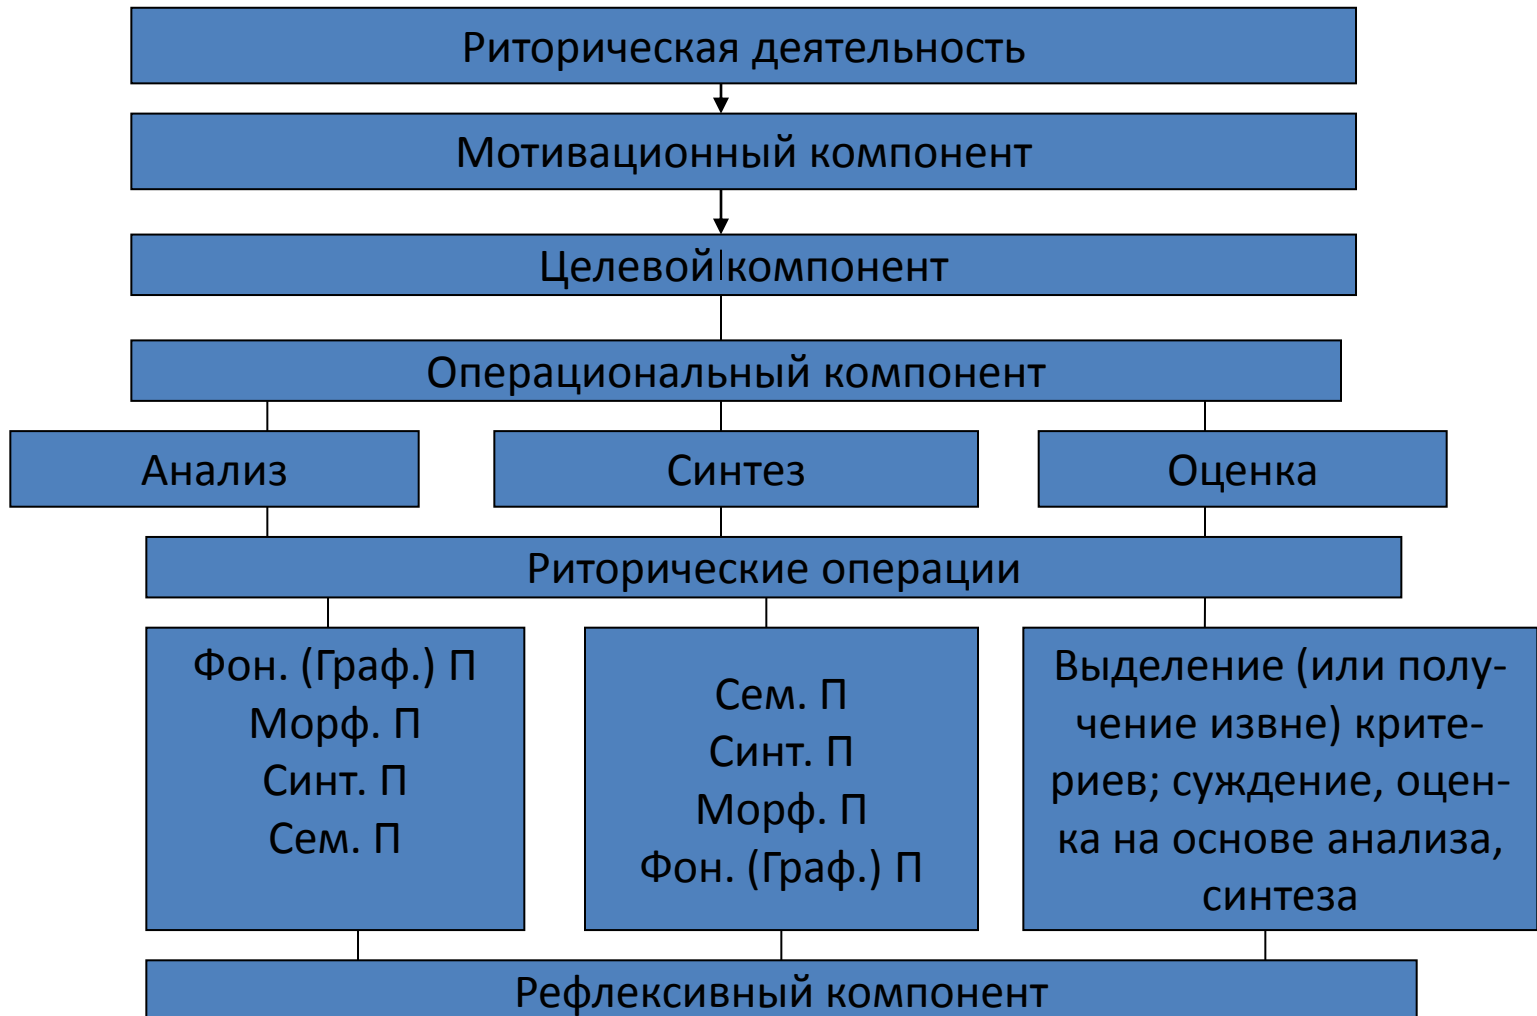 Риторическая деятельность
Мотивационный компонент
Целевой компонент
Операциональный компонент
Анализ
Синтез
Оценка
Риторические операции
Фон. (Граф.) П
Морф. П
Синт. П
Сем. П
Сем. П
Синт. П
Морф. П
Фон. (Граф.) П
Выделение (или полу-
чение извне) крите-
риев; суждение, оцен-
ка на основе анализа,
синтеза
Рефлексивный компонент